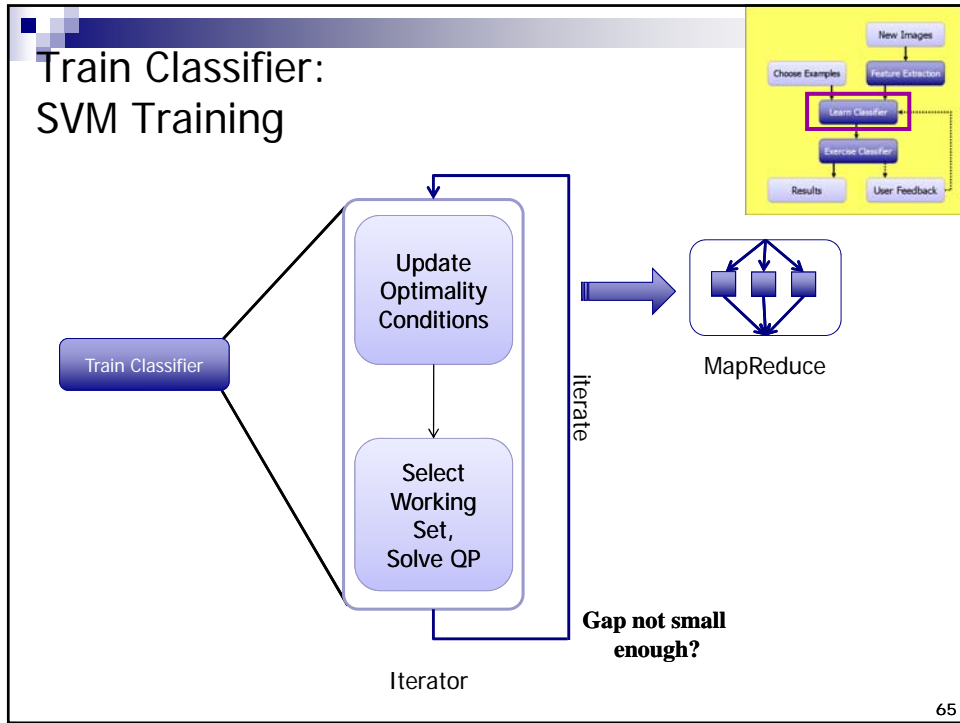 Train Classifier:
SVM Training
New Images
Choose Examples
Feature Extraction
Learn Classifier
Exercise Classifier
Results
User Feedback
Train Classifier
Update
Optimality
Conditions
Select
Working
Set,
Solve QP
iterate
MapReduce
Gap not small
enough?
Iterator
65